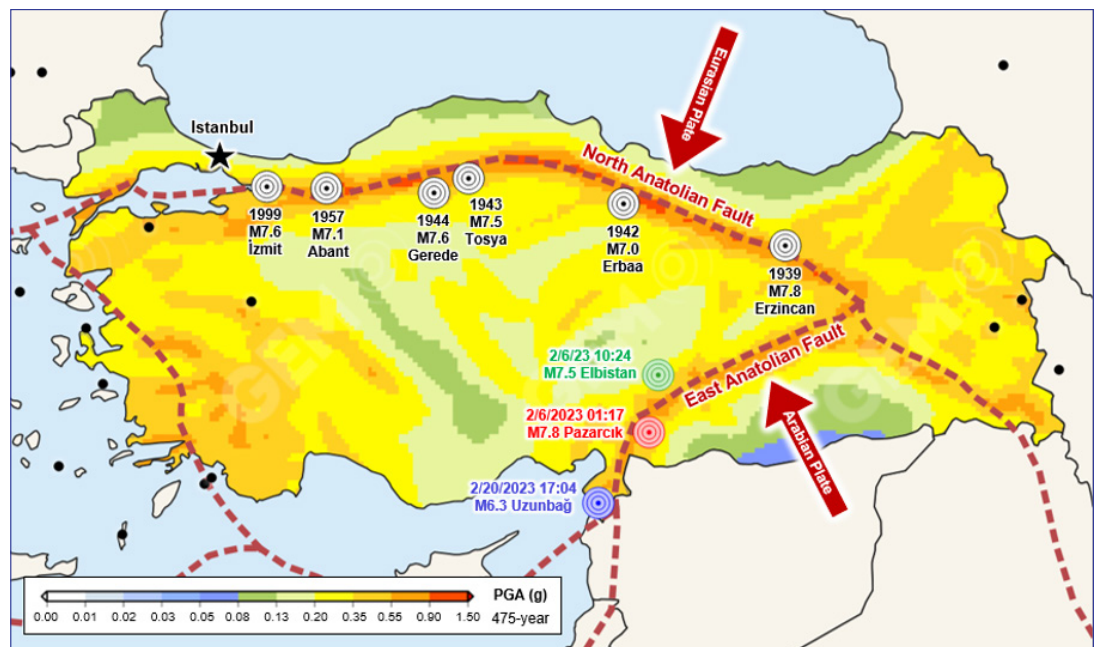 Eurasian Plate
Istanbul
North Anatolian Fault
1999
M7.6
İzmit
1957
M7.1
Abant
1944
M7.6
Gerede
1943
M7.5
Tosya
1942
M7.0
Erbaa
1939
M7.8
Erzincan
GEM
GEM
GEM
2/6/23 10:24
M7.5 Elbistan
East Anatolian Fault
2/6/2023 01:17
M7.8 Pazarcık
Arabian Plate
2/20/2023 17:04
M6.3 Uzunbağ
PGA (g)
0.00 0.01 0.02 0.03 0.05 0.08 0.13 0.20 0.35 0.55 0.90 1.50
475-year